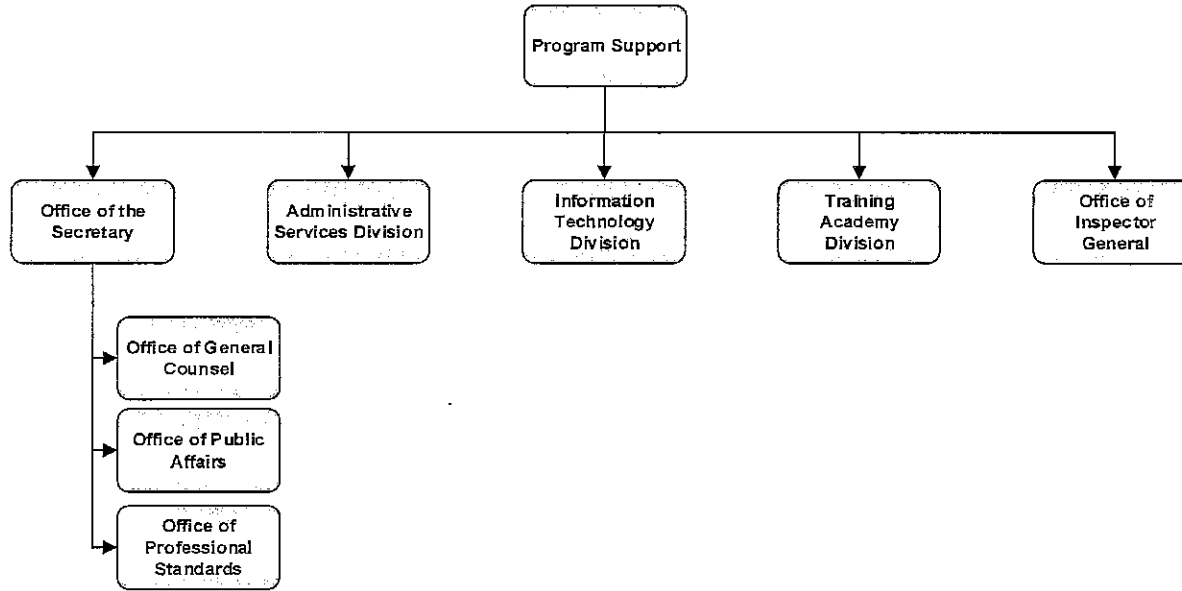 Program Support
Office of the
Secretary
Administrative
Services Division
Information
Technology
Division
Training
Academy
Division
Office of
Inspector
General
Office of General
Counsel
Office of Public
Affairs
Office of
Professional
Standards